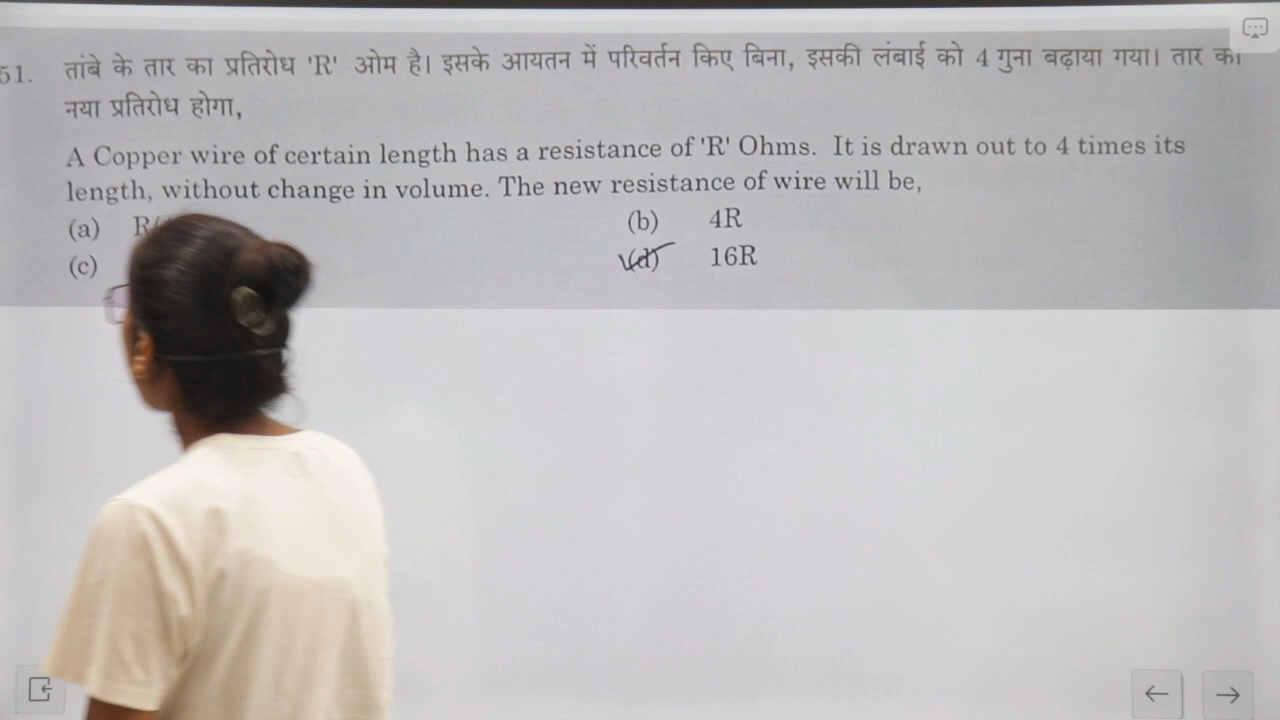 51. तांबे के तार का प्रतिरोध 'R' ओम है। इसके आयतन में परिवर्तन किए बिना, इसकी लंबाई को 4 गुना बढ़ाया गया। तार का
नया प्रतिरोध होगा,
A Copper wire of certain length has a resistance of 'R' Ohms. It is drawn out to 4 times its
length, without change in volume. The new resistance of wire will be,
(a) (b) 4R
(c) (d) 16R